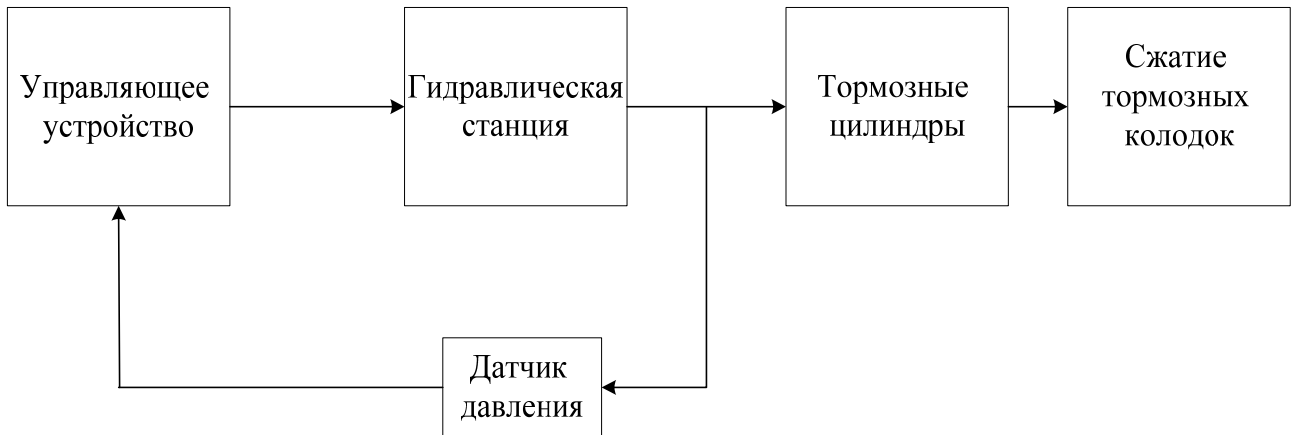 Управляющее
устройство
Гидравлическая
станция
Тормозные
цилиндры
Сжатие
тормозных
колодок
Датчик
давления